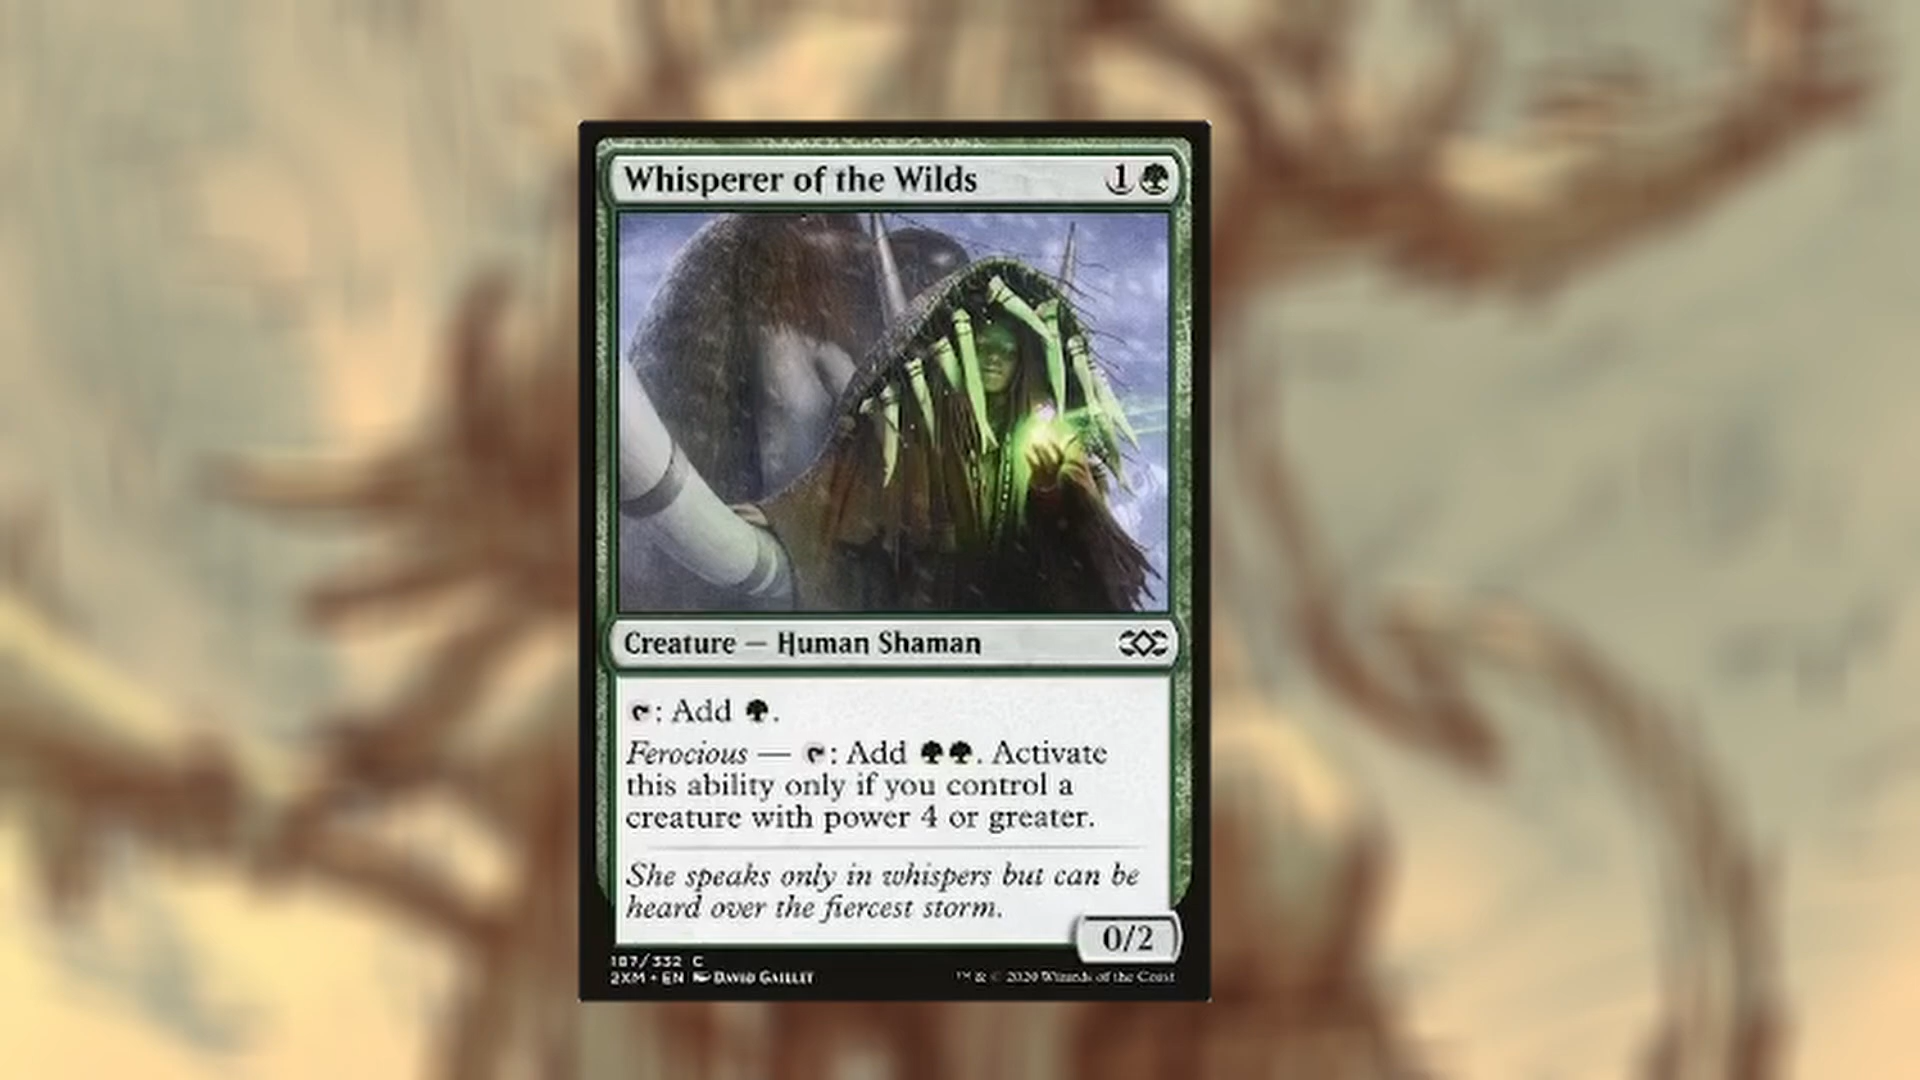 Whisperer of the Wilds 1
Creature — Human Shaman
: Add .
Ferocious — : Add . Activate
this ability only if you control a
creature with power 4 or greater.
She speaks only in whispers but can be
heard over the fiercest storm.
0/2
187/332 C
2XM • EN David Gaillet
™ & © 2020 Wizards of the Coast